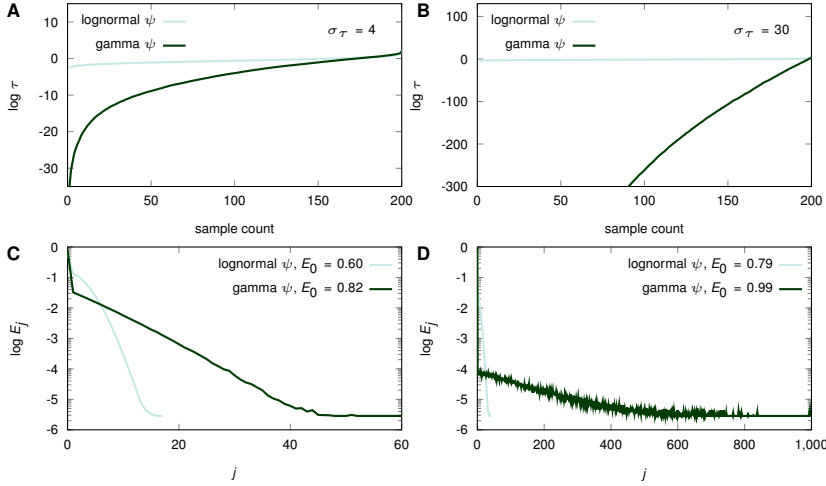 A
lognormal ψ
gamma ψ
σ_τ = 4
10
0
-10
-20
-30
log τ
0
50
100
150
200
sample count
B
lognormal ψ
gamma ψ
σ_τ = 30
100
0
-100
-200
-300
log τ
0
50
100
150
200
sample count
C
lognormal ψ, E_0 = 0.60
gamma ψ, E_0 = 0.82
0
-1
-2
-3
-4
-5
-6
log E_j
0
20
40
60
j
D
lognormal ψ, E_0 = 0.79
gamma ψ, E_0 = 0.99
0
-1
-2
-3
-4
-5
-6
log E_j
0
200
400
600
800
1,000
j